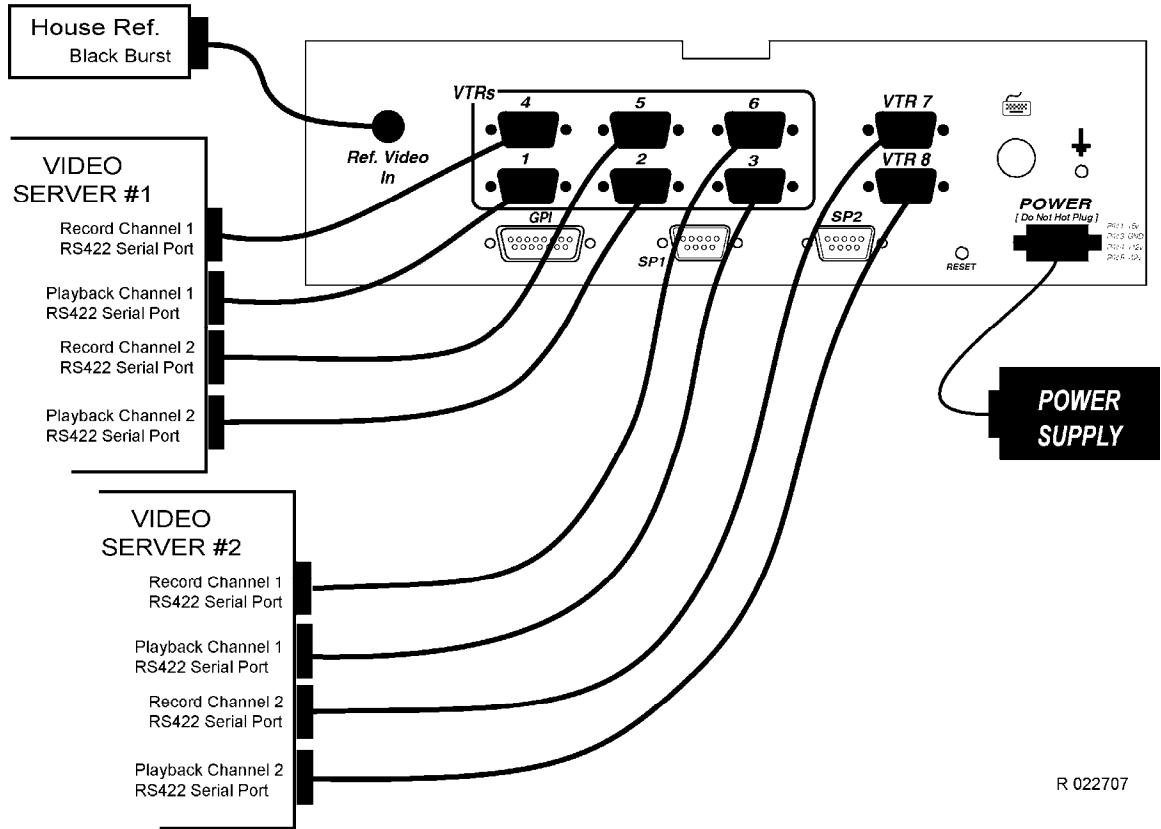 House Ref.
Black Burst
VTRs
4
5
6
VTR 7
Ref. Video
In
1
2
3
VTR 8
GPI
SP1
SP2
RESET
POWER
[ Do Not Hot Plug ]
VIDEO
SERVER #1
Record Channel 1
RS422 Serial Port
Playback Channel 1
RS422 Serial Port
Record Channel 2
RS422 Serial Port
Playback Channel 2
RS422 Serial Port
POWER
SUPPLY
VIDEO
SERVER #2
Record Channel 1
RS422 Serial Port
Playback Channel 1
RS422 Serial Port
Record Channel 2
RS422 Serial Port
Playback Channel 2
RS422 Serial Port
R 022707